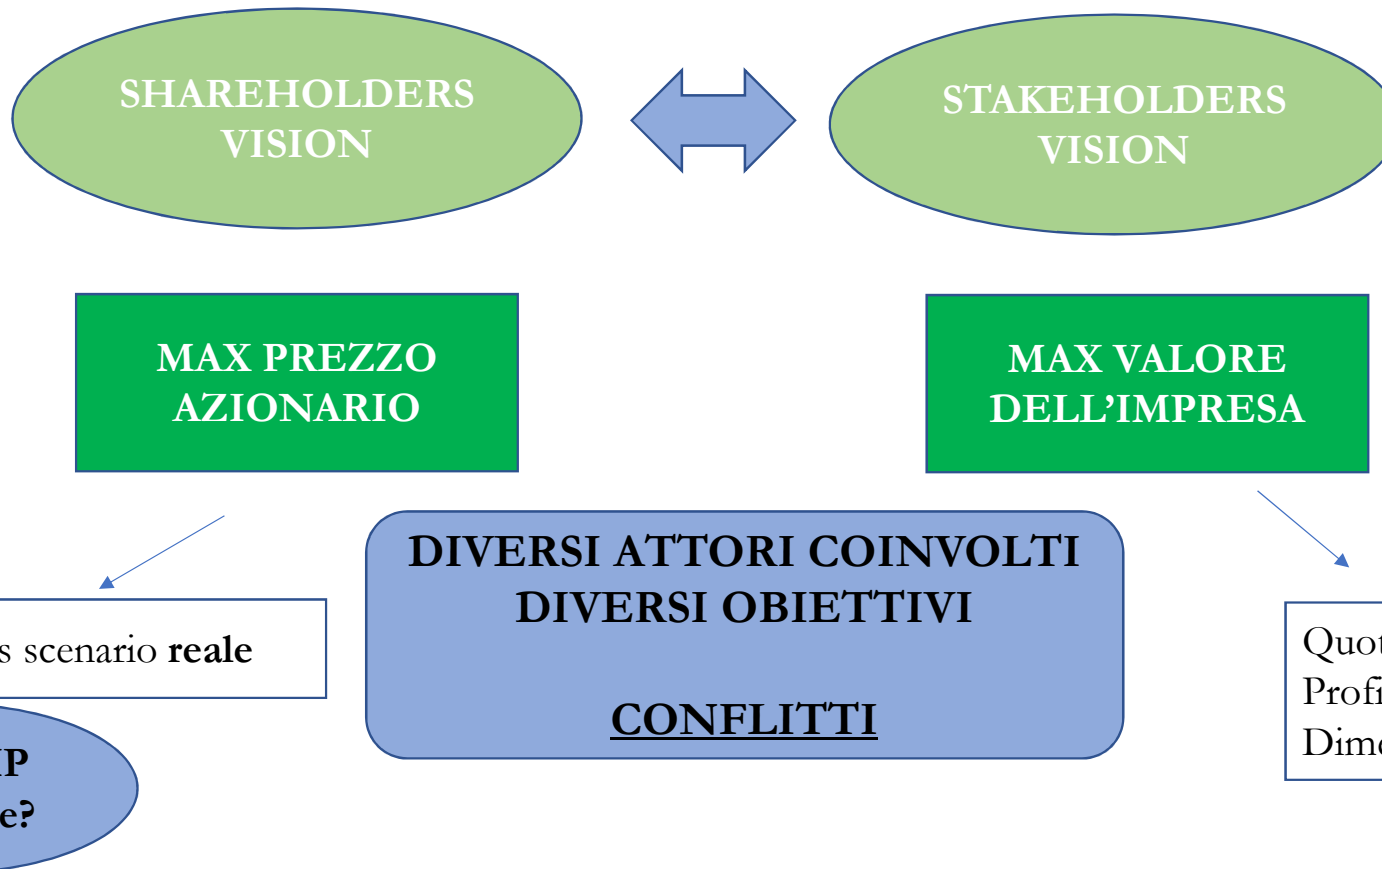 SHAREHOLDERS
VISION
STAKEHOLDERS
VISION
MAX PREZZO
AZIONARIO
MAX VALORE
DELL’IMPRESA
DIVERSI ATTORI COINVOLTI
DIVERSI OBIETTIVI
CONFLITTI
scenario reale